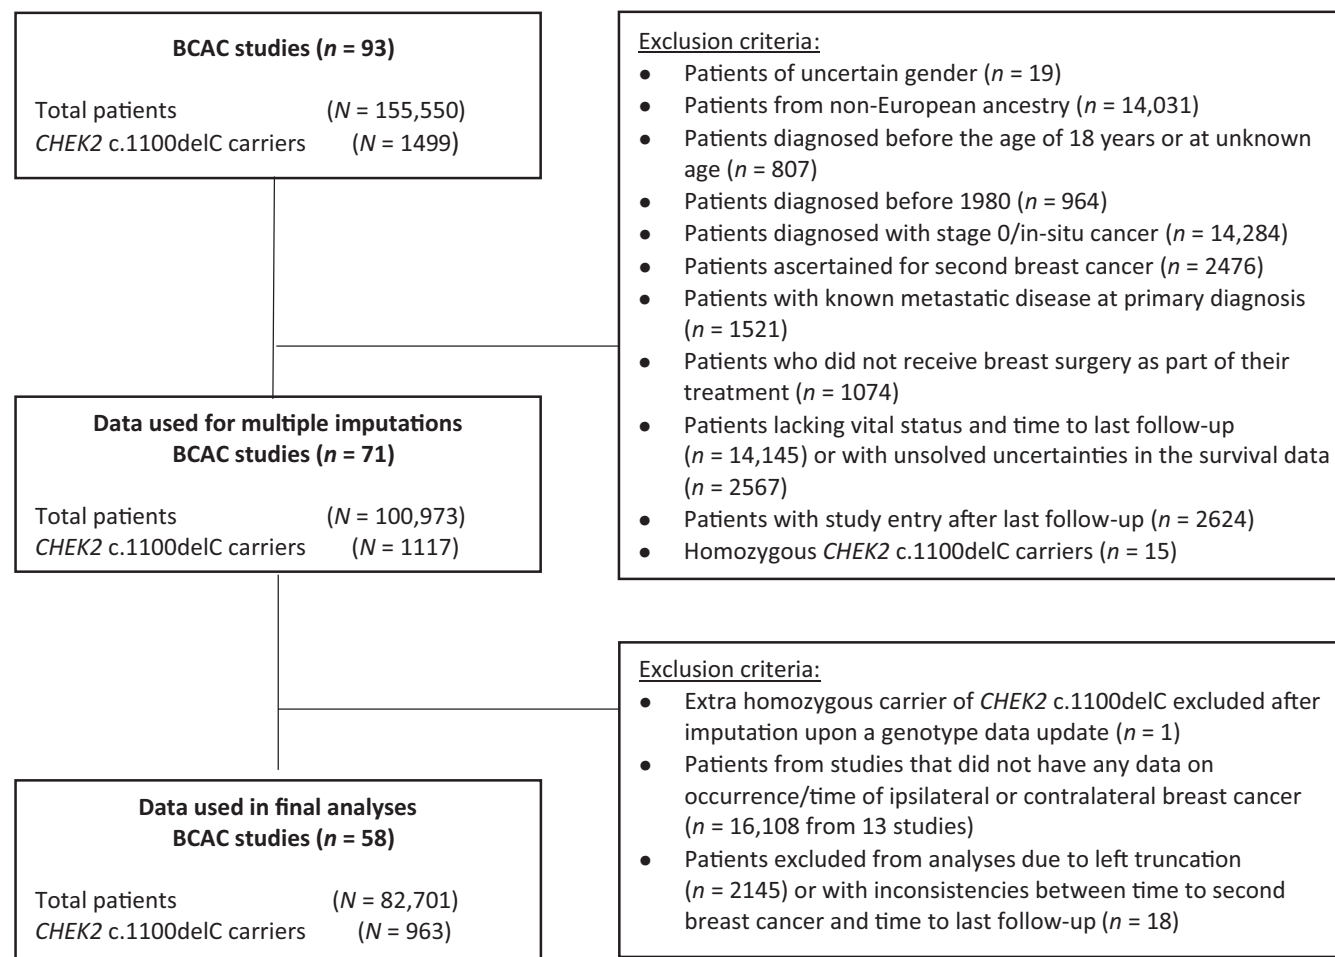 BCAC studies (n = 93)
Total patients (N = 155,550)
CHEK2 c.1100delC carriers (N = 1499)
Exclusion criteria:
● Patients of uncertain gender (n = 19)
● Patients from non-European ancestry (n = 14,031)
● Patients diagnosed before the age of 18 years or at unknown
age (n = 807)
● Patients diagnosed before 1980 (n = 964)
● Patients diagnosed with stage 0/in-situ cancer (n = 14,284)
● Patients ascertained for second breast cancer (n = 2476)
● Patients with known metastatic disease at primary diagnosis
(n = 1521)
● Patients who did not receive breast surgery as part of their
treatment (n = 1074)
● Patients lacking vital status and time to last follow-up
(n = 14,145) or with unsolved uncertainties in the survival data
(n = 2567)
● Patients with study entry after last follow-up (n = 2624)
● Homozygous CHEK2 c.1100delC carriers (n = 15)
Data used for multiple imputations
BCAC studies (n = 71)
Total patients (N = 100,973)
CHEK2 c.1100delC carriers (N = 1117)
Exclusion criteria:
● Extra homozygous carrier of CHEK2 c.1100delC excluded after
imputation upon a genotype data update (n = 1)
● Patients from studies that did not have any data on
occurrence/time of ipsilateral or contralateral breast cancer
(n = 16,108 from 13 studies)
● Patients excluded from analyses due to left truncation
(n = 2145) or with inconsistencies between time to second
breast cancer and time to last follow-up (n = 18)
Data used in final analyses
BCAC studies (n = 58)
Total patients (N = 82,701)
CHEK2 c.1100delC carriers (N = 963)